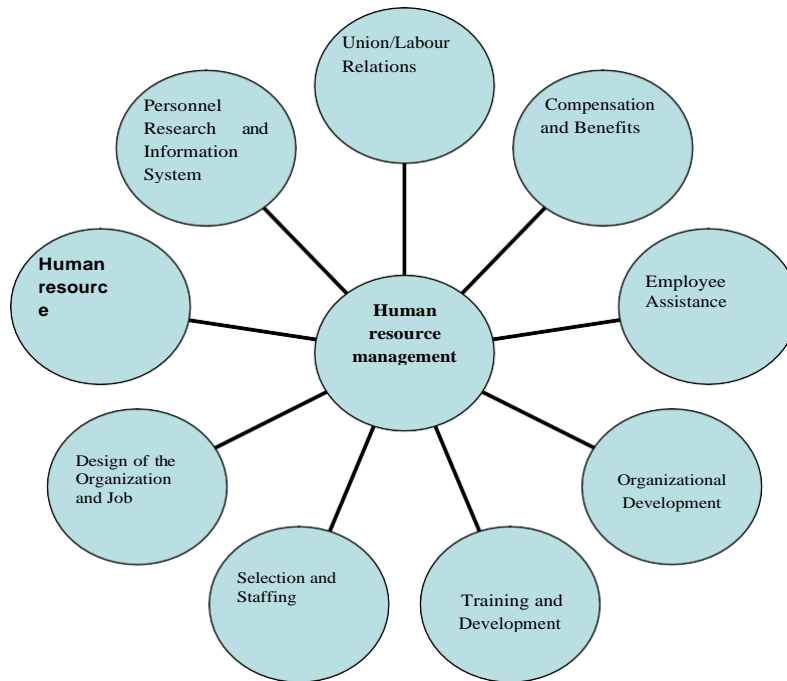 Union/Labour
Relations
Compensation
and Benefits
Employee
Assistance
Organizational
Development
Training and
Development
Selection and
Staffing
Design of the
Organization
and Job
Human
resourc
e
Personnel
Research and
Information
System
Human
resource
management